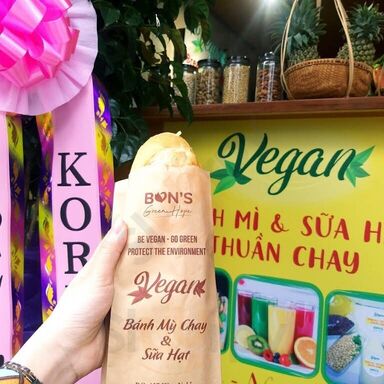 KOR
BON'S
Green Hope
BE VEGAN - GO GREEN
PROTECT THE ENVIRONMENT
Vegan
Bánh Mỳ Chay
&
Sữa Hạt
Vegan
H MÌ & SỮA H
THUẦN CHAY